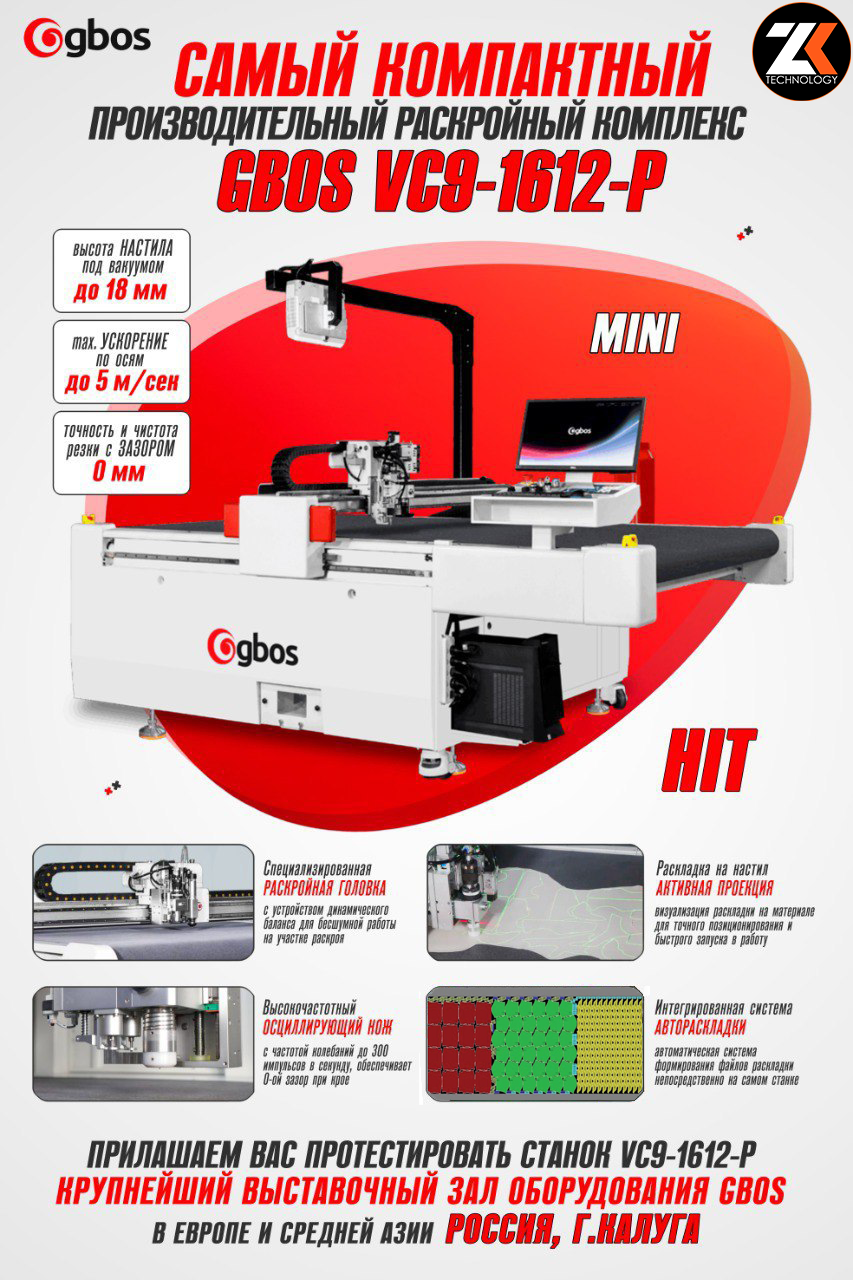 gbos
ZK
TECHNOLOGY
САМЫЙ КОМПАКТНЫЙ
ПРОИЗВОДИТЕЛЬНЫЙ РАСКРОЙНЫЙ КОМПЛЕКС
GBOS VC9-1612-P
высота НАСТИЛА
под вакуумом
до 18 мм
max. УСКОРЕНИЕ
по осям
до 5 м/сек
точность и чистота
резки с ЗАЗОРОМ
0 мм
MINI
gbos
gbos
HIT
Специализированная
РАСКРОЙНАЯ ГОЛОВКА
с устройством динамического
баланса для бесшумной работы
на участке раскроя
Раскладка на настил
АКТИВНАЯ ПРОЕКЦИЯ
визуализация раскладки на материале
для точного позиционирования и
быстрого запуска в работу
Высокочастотный
ОСЦИЛЛИРУЮЩИЙ НОЖ
с частотой колебаний до 300
импульсов в секунду, обеспечивает
0-ой зазор при крое
Интегрированная система
АВТОРАСКЛАДКИ
автоматическая система
формирования файлов раскладки
непосредственно на самом станке
ПРИЛАШАЕМ ВАС ПРОТЕСТИРОВАТЬ СТАНОК VC9-1612-P
КРУПНЕЙШИЙ ВЫСТАВОЧНЫЙ ЗАЛ ОБОРУДОВАНИЯ GBOS
В ЕВРОПЕ И СРЕДНЕЙ АЗИИ РОССИЯ, Г.КАЛУГА